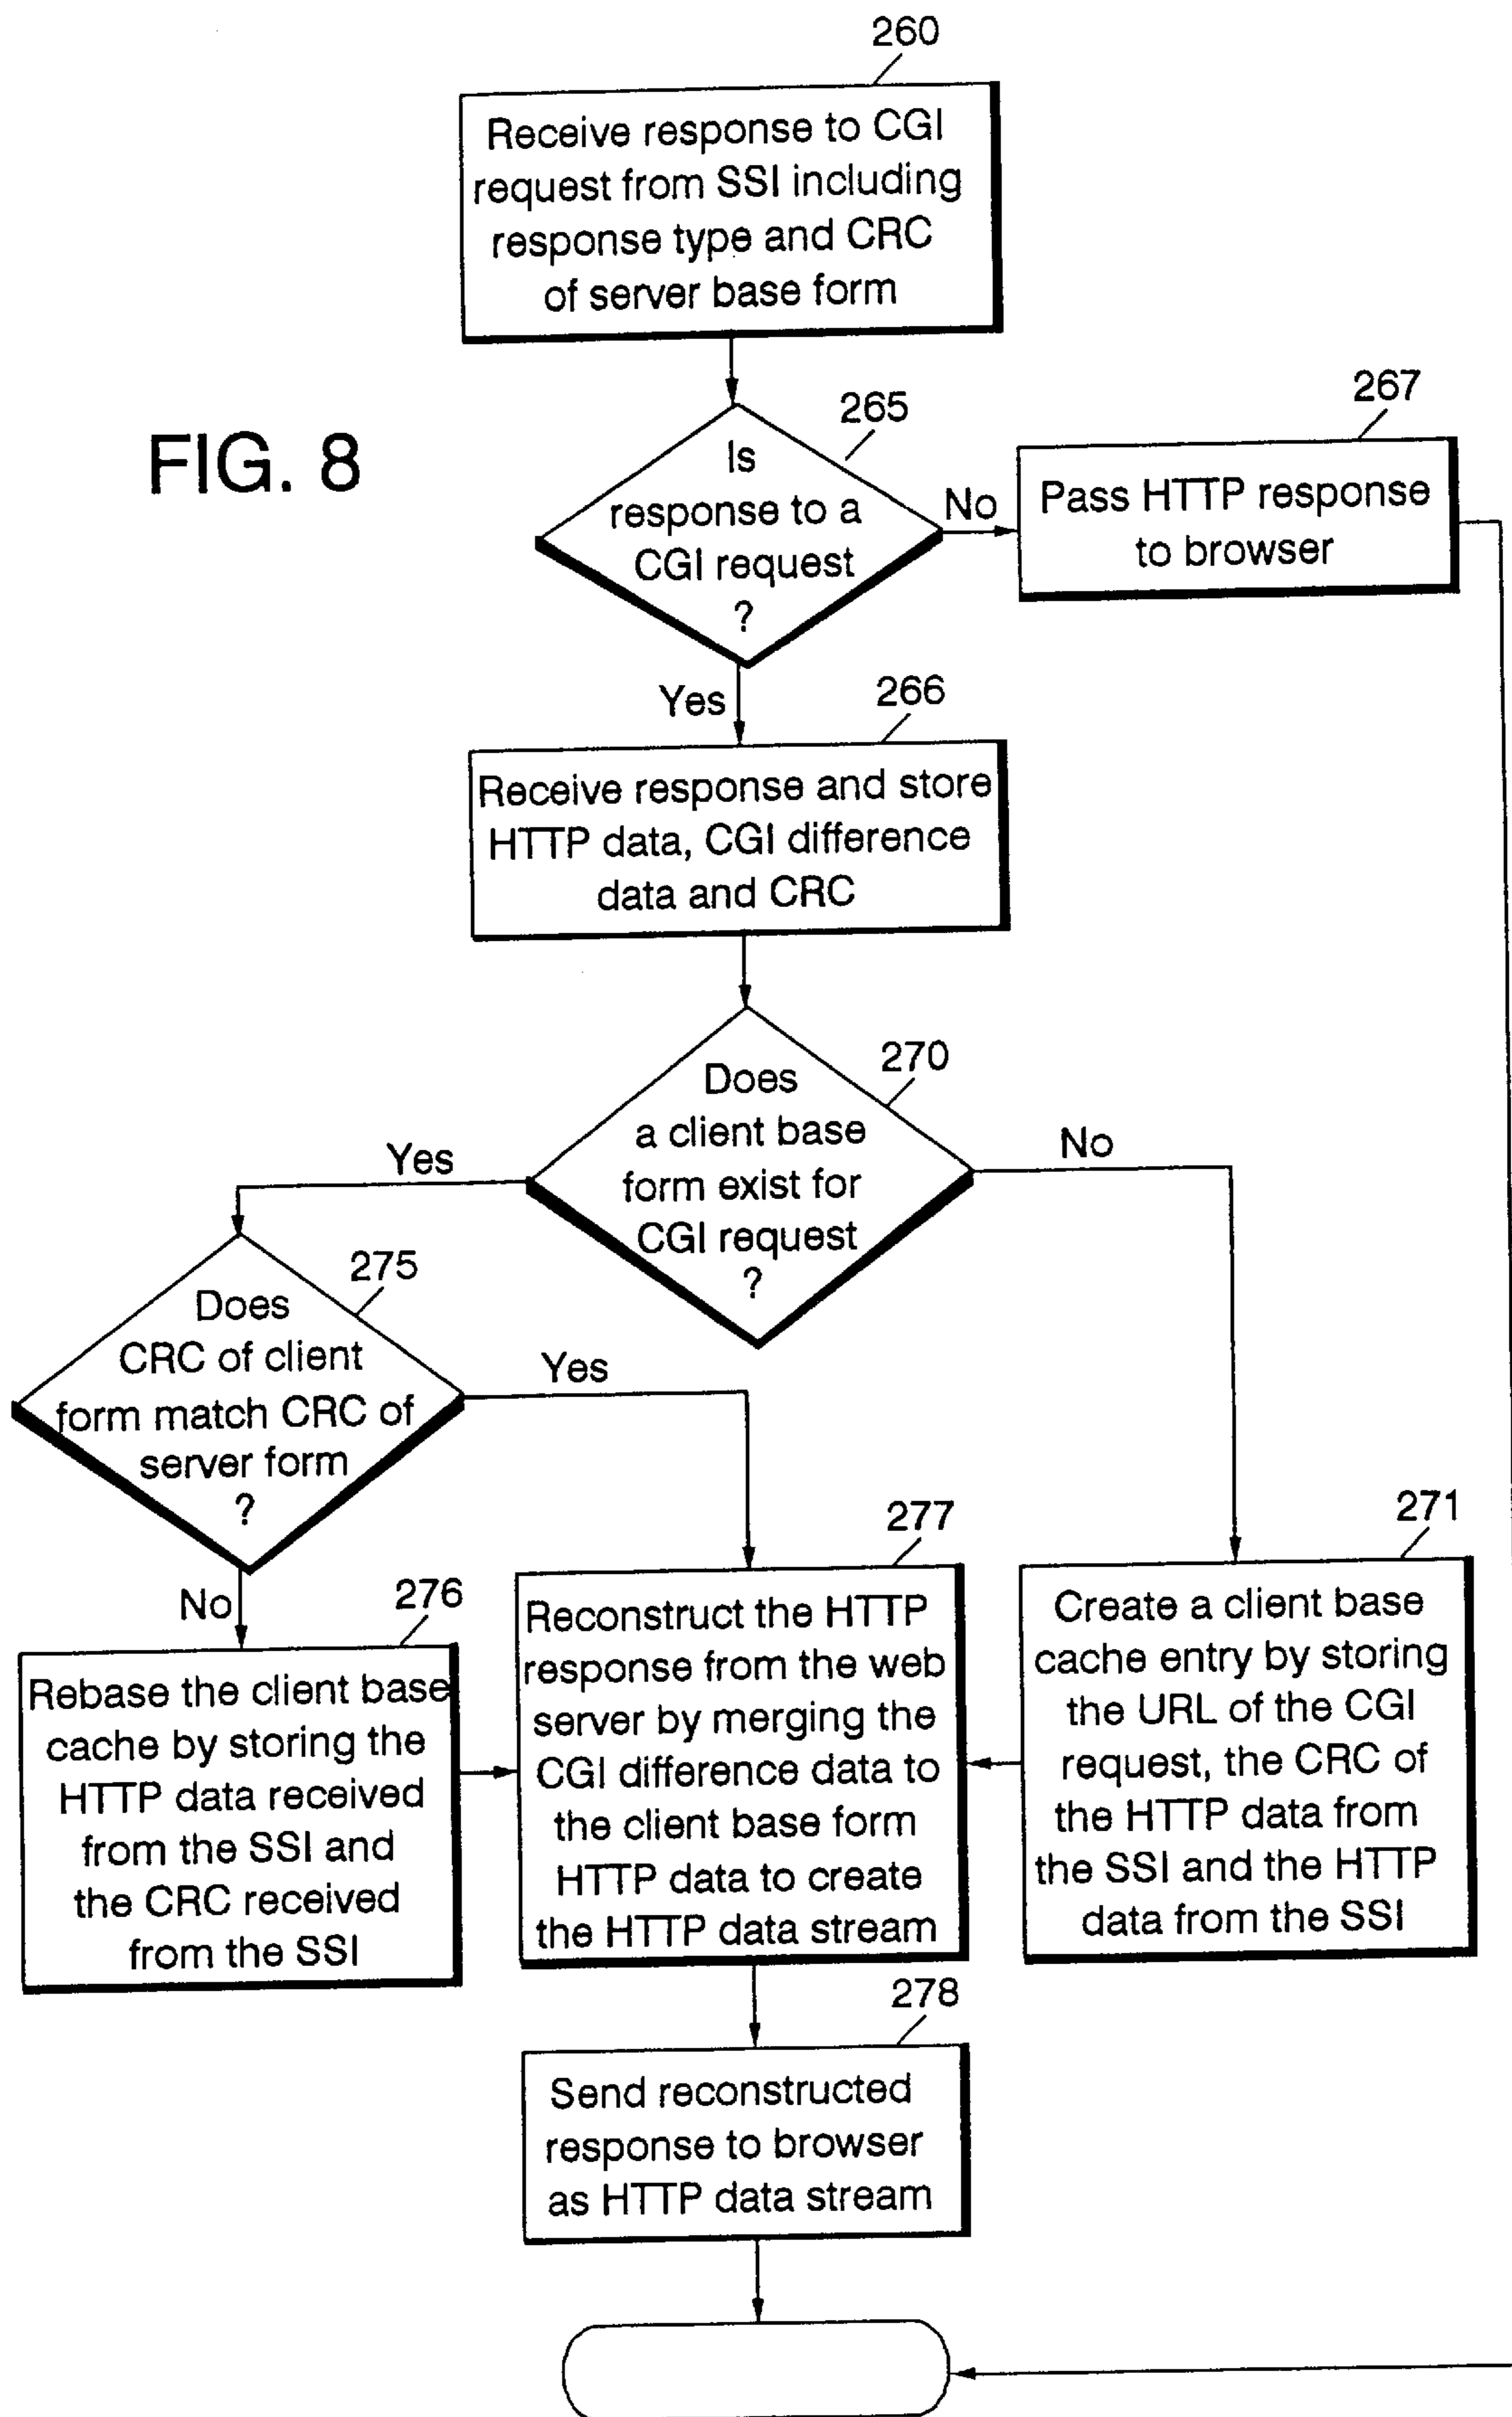 260
Receive response to CGI
request from SSI including
response type and CRC
of server base form
FIG. 8
265
Is
response to a
CGI request
?
No
267
Pass HTTP response
to browser
Yes
266
Receive response and store
HTTP data, CGI difference
data and CRC
270
Does
a client base
form exist for
CGI request
?
Yes
No
275
Does
CRC of client
form match CRC of
server form
?
Yes
No
276
Rebase the client base
cache by storing the
HTTP data received
from the SSI and
the CRC received
from the SSI
277
Reconstruct the HTTP
response from the web
server by merging the
CGI difference data to
the client base form
HTTP data to create
the HTTP data stream
271
Create a client base
cache entry by storing
the URL of the CGI
request, the CRC of
the HTTP data from
the SSI and the HTTP
data from the SSI
278
Send reconstructed
response to browser
as HTTP data stream